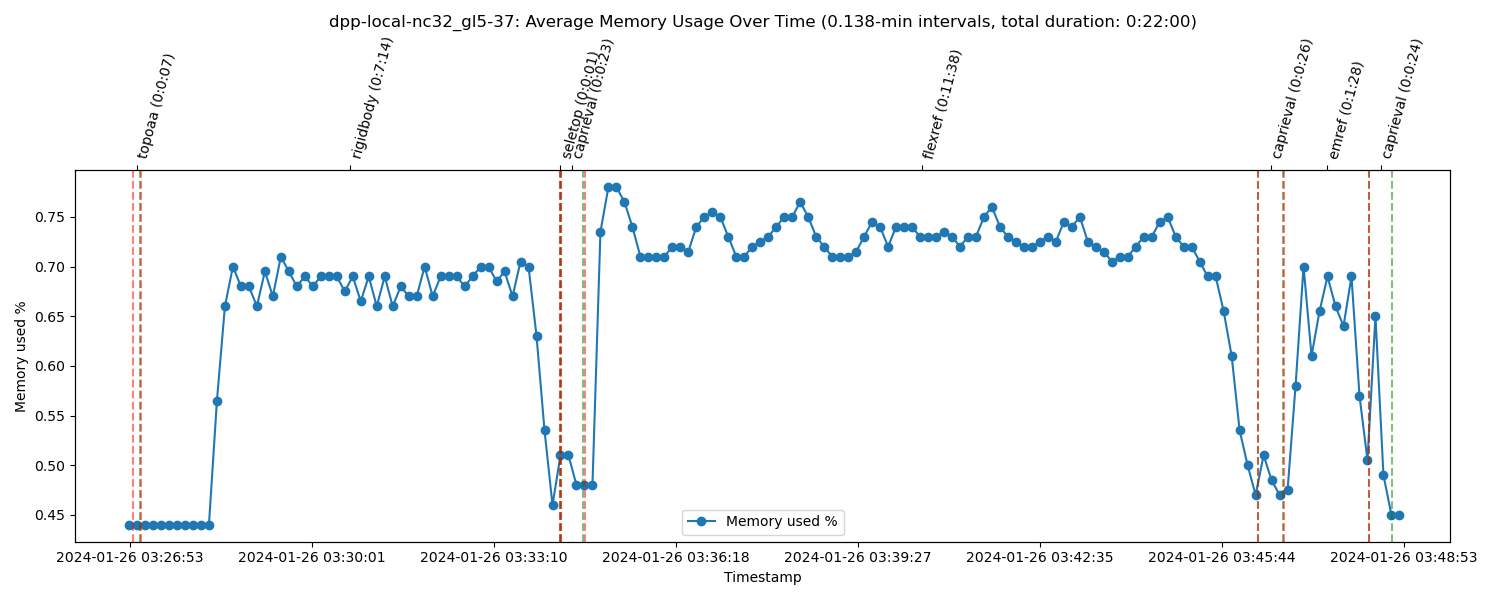 dpp-local-nc32_gl5-37: Average Memory Usage Over Time (0.138-min intervals, total duration: 0:22:00)
topoaa (0:0:07)
rigidbody (0:7:14)
seletop (0:0:01)
caprieval (0:0:23)
flexref (0:11:38)
caprieval (0:0:26)
emref (0:1:28)
caprieval (0:0:24)
Memory used %
0.75
0.70
0.65
0.60
0.55
0.50
0.45
Memory used %
2024-01-26 03:26:53
2024-01-26 03:30:01
2024-01-26 03:33:10
2024-01-26 03:36:18
2024-01-26 03:39:27
2024-01-26 03:42:35
2024-01-26 03:45:44
2024-01-26 03:48:53
Timestamp